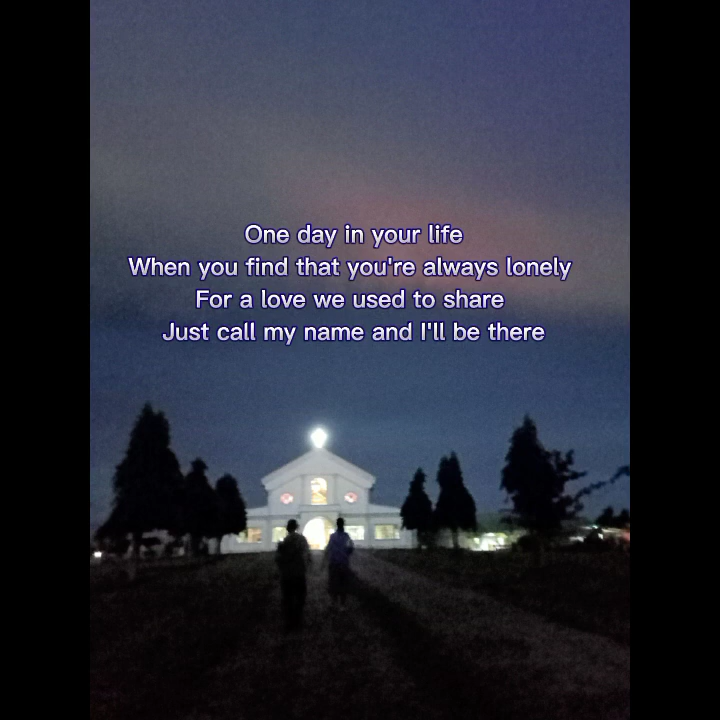 One day in your life
When you find that you're always lonely
For a love we used to share
Just call my name and I'll be there